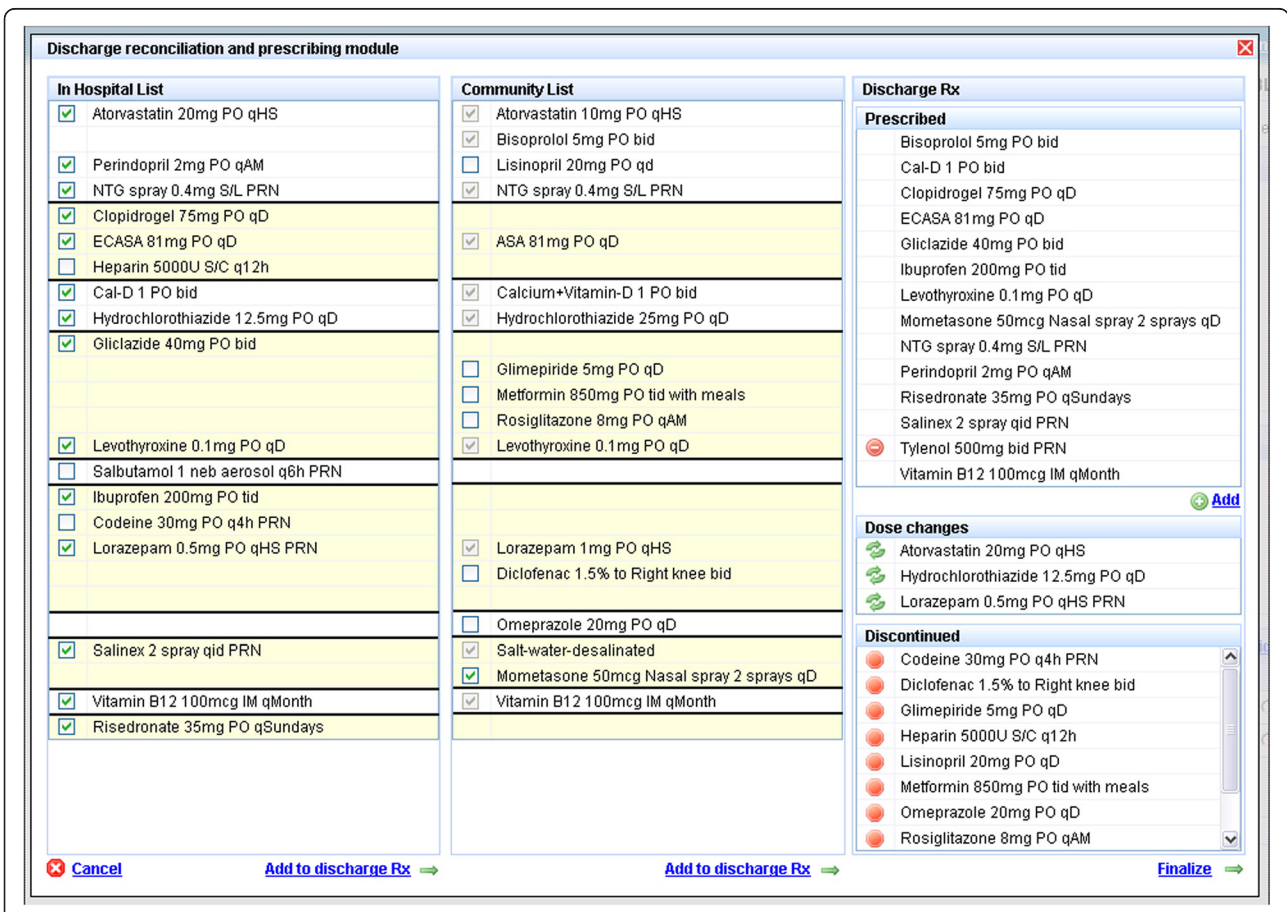 Discharge reconciliation and prescribing module
In Hospital List
Atorvastatin 20mg PO qHS
Perindopril 2mg PO qAM
NTG spray 0.4mg S/L PRN
Clopidrogel 75mg PO qD
ECASA 81mg PO qD
Heparin 5000U S/C q12h
Cal-D 1 PO bid
Hydrochlorothiazide 12.5mg PO qD
Gliclazide 40mg PO bid
Levothyroxine 0.1mg PO qD
Salbutamol 1 neb aerosol q6h PRN
Ibuprofen 200mg PO tid
Codeine 30mg PO q4h PRN
Lorazepam 0.5mg PO qHS PRN
Salinex 2 spray qid PRN
Vitamin B12 100mcg IM qMonth
Risedronate 35mg PO qSundays
Cancel
Add to discharge Rx
Community List
Atorvastatin 10mg PO qHS
Bisoprolol 5mg PO bid
Lisinopril 20mg PO qd
NTG spray 0.4mg S/L PRN
ASA 81mg PO qD
Calcium+Vitamin-D 1 PO bid
Hydrochlorothiazide 25mg PO qD
Glimepiride 5mg PO qD
Metformin 850mg PO tid with meals
Rosiglitazone 8mg PO qAM
Levothyroxine 0.1mg PO qD
Lorazepam 1mg PO qHS
Diclofenac 1.5% to Right knee bid
Omeprazole 20mg PO qD
Salt-water-desalinated
Mometasone 50mcg Nasal spray 2 sprays qD
Vitamin B12 100mcg IM qMonth
Add to discharge Rx
Discharge Rx
Prescribed
Bisoprolol 5mg PO bid
Cal-D 1 PO bid
Clopidrogel 75mg PO qD
ECASA 81mg PO qD
Gliclazide 40mg PO bid
Ibuprofen 200mg PO tid
Levothyroxine 0.1mg PO qD
Mometasone 50mcg Nasal spray 2 sprays qD
NTG spray 0.4mg S/L PRN
Perindopril 2mg PO qAM
Risedronate 35mg PO qSundays
Salinex 2 spray qid PRN
Tylenol 500mg bid PRN
Vitamin B12 100mcg IM qMonth
Add
Dose changes
Atorvastatin 20mg PO qHS
Hydrochlorothiazide 12.5mg PO qD
Lorazepam 0.5mg PO qHS PRN
Discontinued
Codeine 30mg PO q4h PRN
Diclofenac 1.5% to Right knee bid
Glimepiride 5mg PO qD
Heparin 5000U S/C q12h
Lisinopril 20mg PO qD
Metformin 850mg PO tid with meals
Omeprazole 20mg PO qD
Rosiglitazone 8mg PO qAM
Finalize